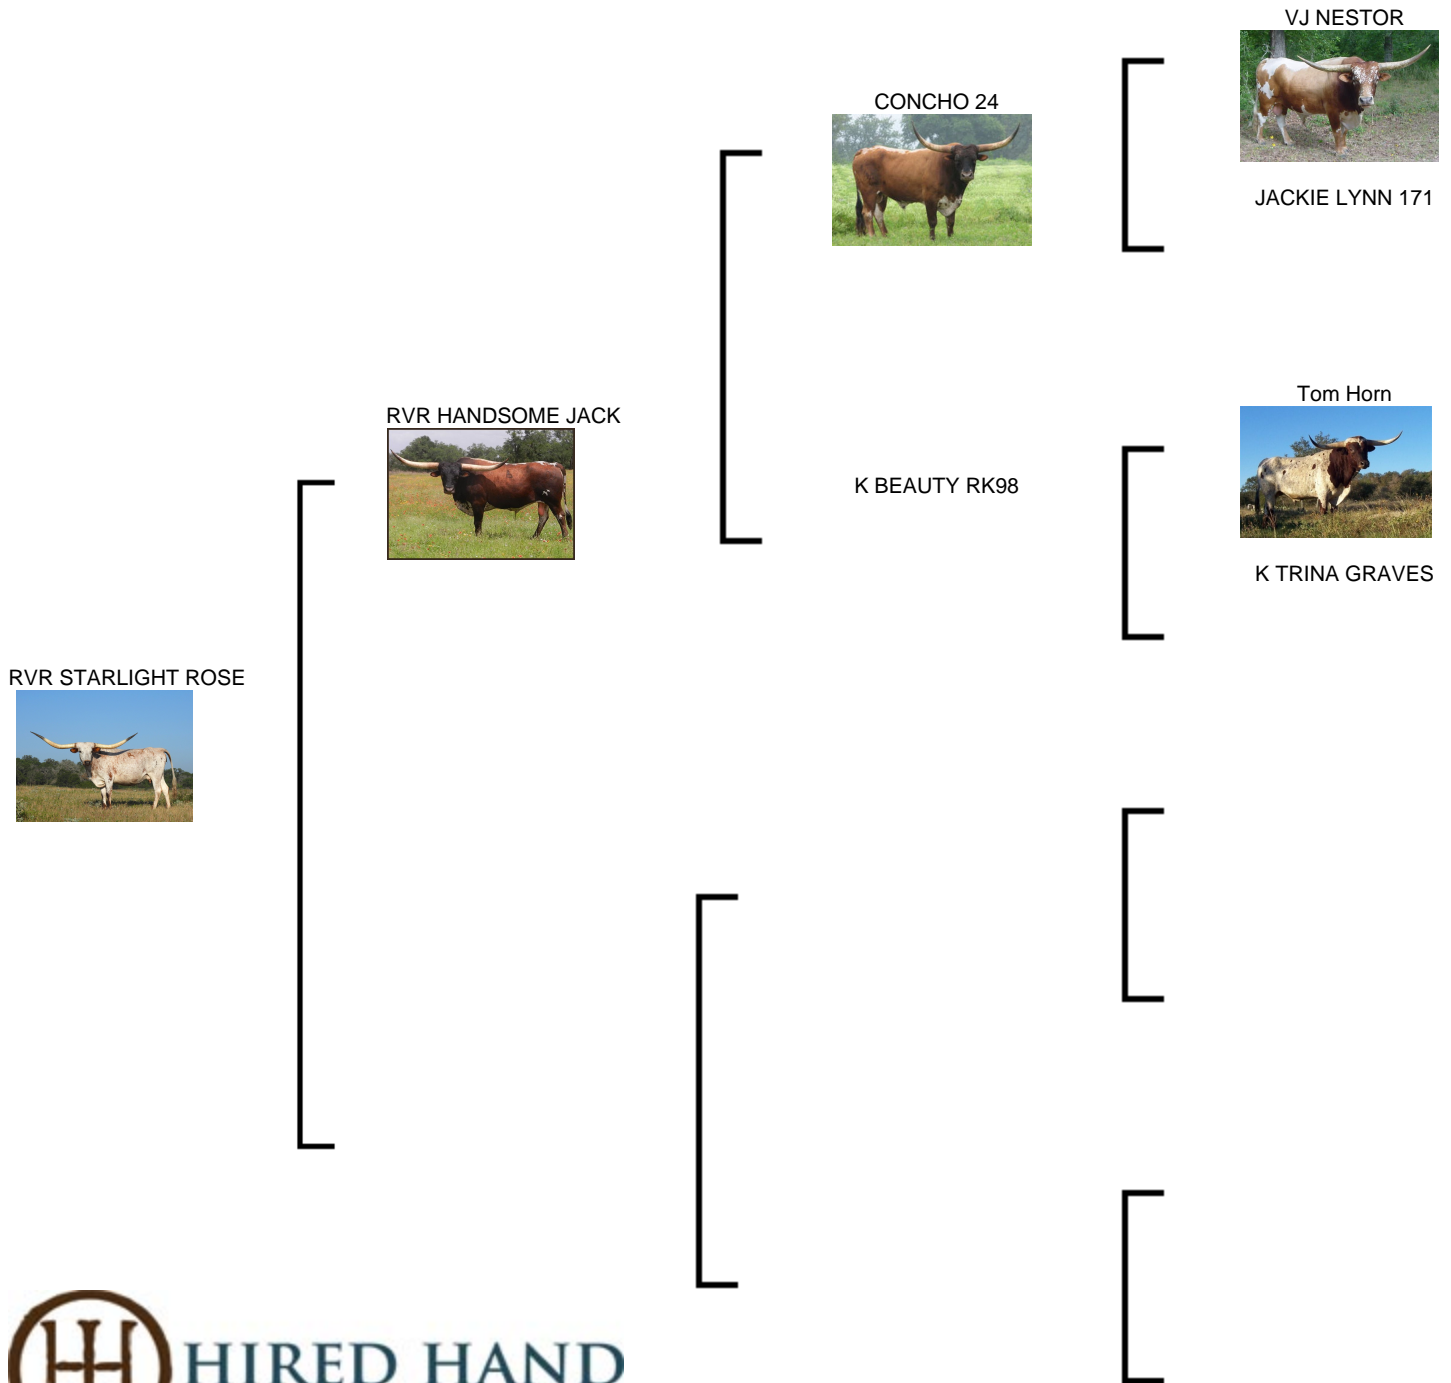 VJ NESTOR
CONCHO 24
JACKIE LYNN 171
Tom Horn
RVR HANDSOME JACK
K BEAUTY RK98
K TRINA GRAVES
RVR STARLIGHT ROSE
HIRED HAND